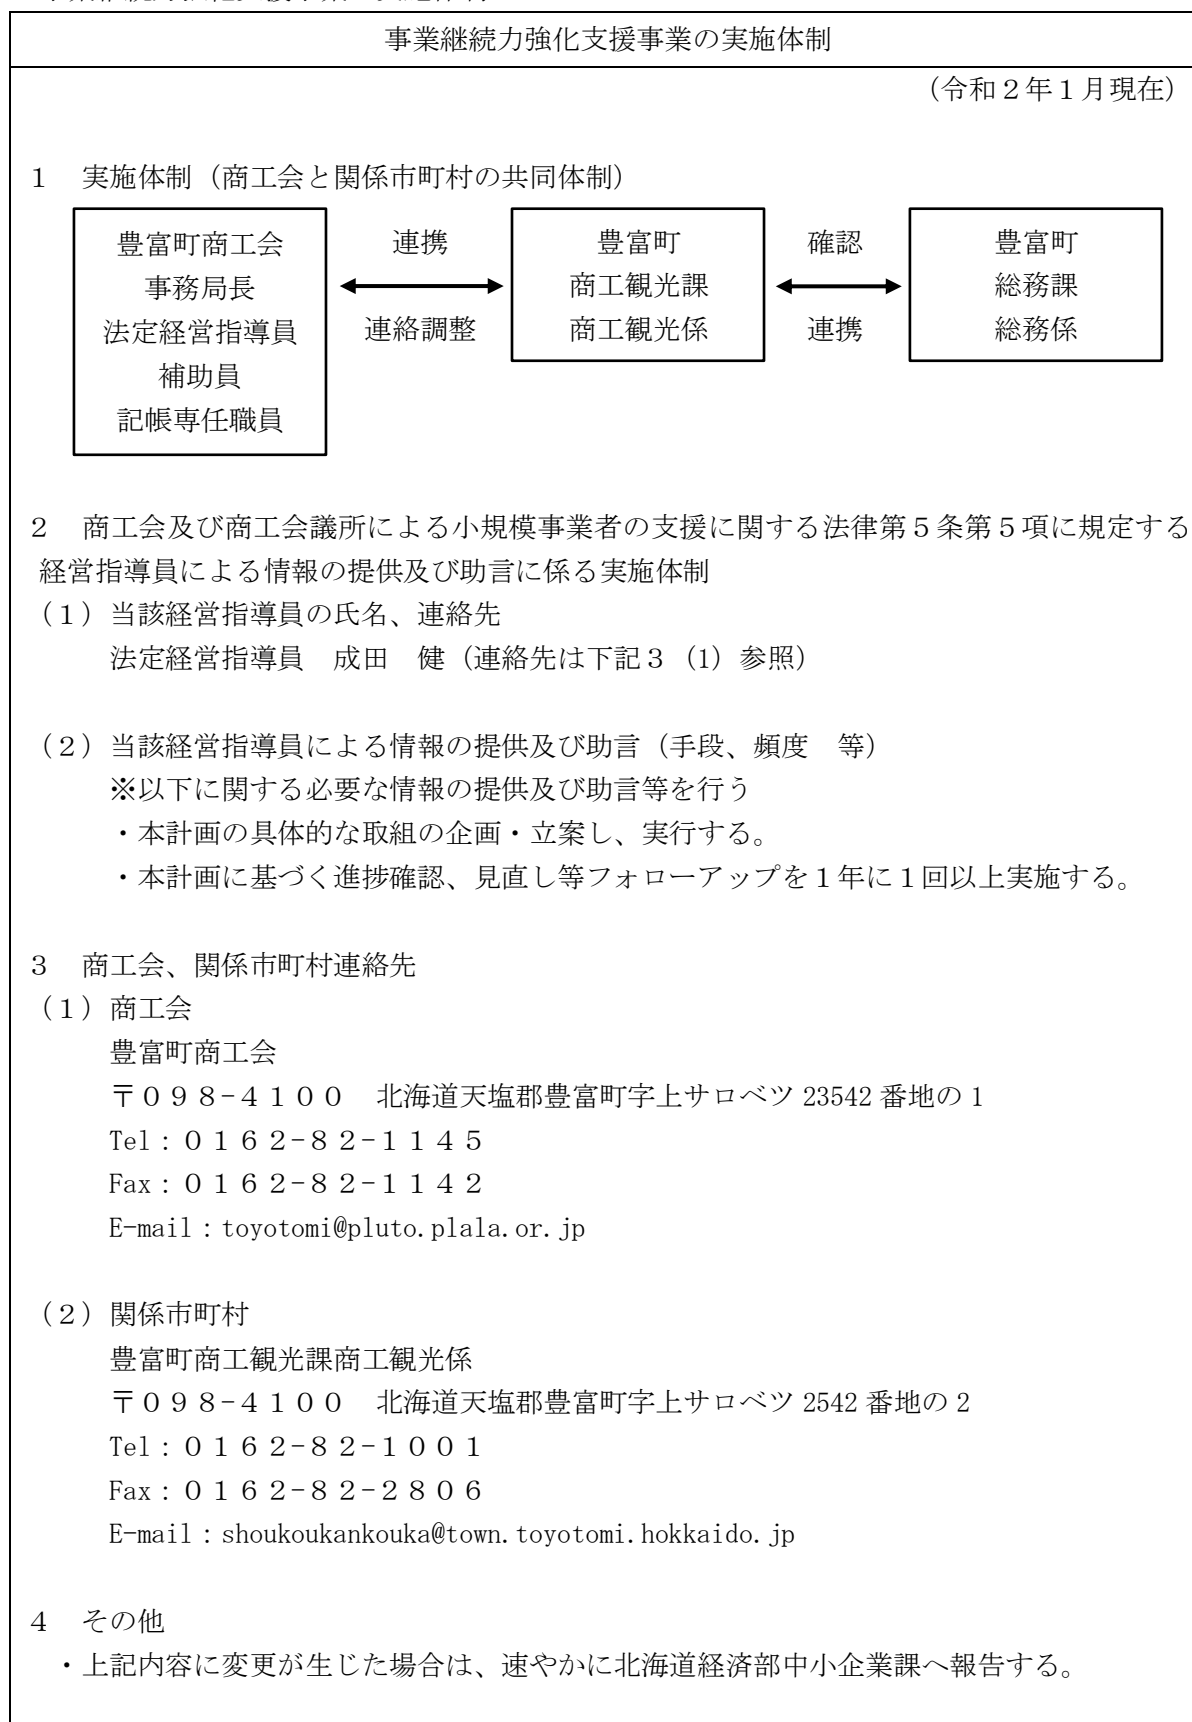 事業継続力強化支援事業の実施体制
（令和２年１月現在）
１　実施体制（商工会と関係市町村の共同体制）
豊富町商工会
事務局長
法定経営指導員
補助員
記帳専任職員
連携
連絡調整
豊富町
商工観光課
商工観光係
確認
連携
豊富町
総務課
総務係
２　商工会及び商工会議所による小規模事業者の支援に関する法律第５条第５項に規定する
経営指導員による情報の提供及び助言に係る実施体制
（１）当該経営指導員の氏名、連絡先
法定経営指導員　成田　健（連絡先は下記３（1）参照）
（２）当該経営指導員による情報の提供及び助言（手段、頻度　等）
※以下に関する必要な情報の提供及び助言等を行う
・本計画の具体的な取組の企画・立案し、実行する。
・本計画に基づく進捗確認、見直し等フォローアップを１年に１回以上実施する。
３　商工会、関係市町村連絡先
（１）商工会
豊富町商工会
〒０９８-４１００　北海道天塩郡豊富町字上サロベツ 23542 番地の 1
Tel：０１６２-８２-１１４５
Fax：０１６２-８２-１１４２
E-mail：toyotomi@pluto.plala.or.jp
（２）関係市町村
豊富町商工観光課商工観光係
〒０９８-４１００　北海道天塩郡豊富町字上サロベツ 2542 番地の 2
Tel：０１６２-８２-１００１
Fax：０１６２-８２-２８０６
E-mail：shoukoukankouka@town.toyotomi.hokkaido.jp
４　その他
・上記内容に変更が生じた場合は、速やかに北海道経済部中小企業課へ報告する。